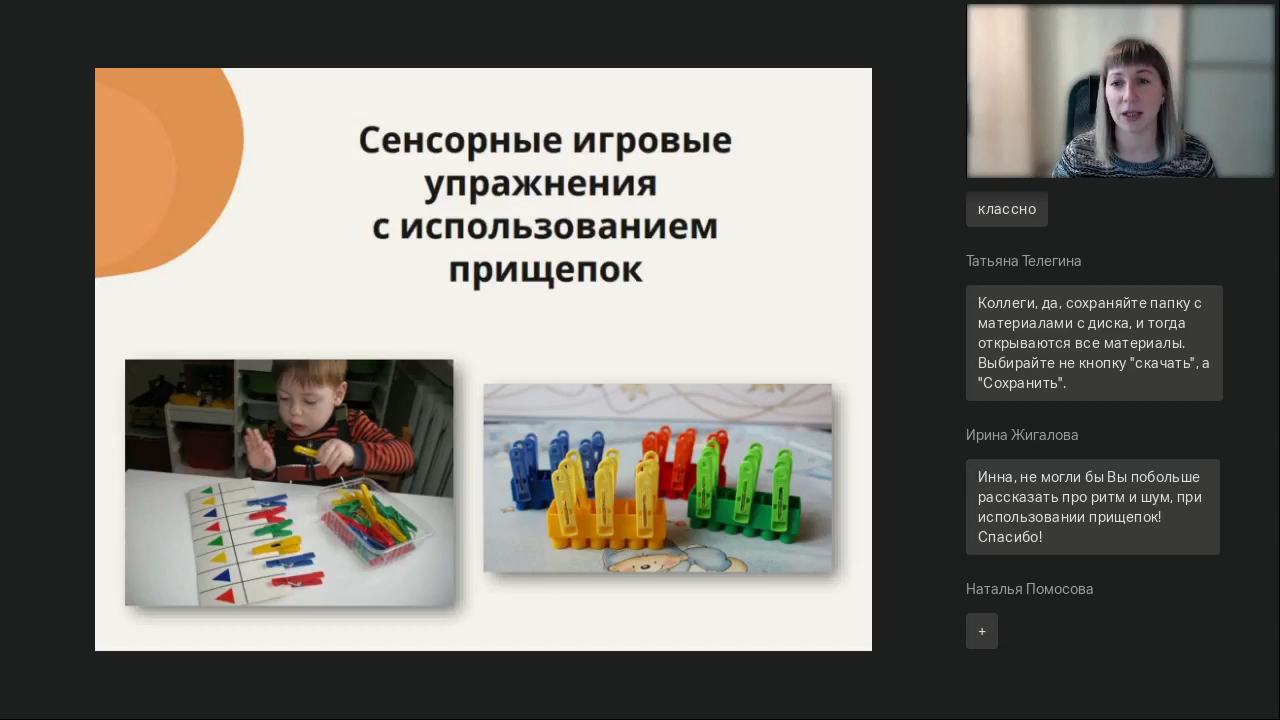 Сенсорные игровые
упражнения
с использованием
прищепок
классно
Татьяна Телегина
Коллеги, да, сохраняйте папку с
материалами с диска, и тогда
открываются все материалы.
Выбирайте не кнопку "скачать", а
"Сохранить".
Ирина Жигалова
Инна, не могли бы Вы побольше
рассказать про ритм и шум, при
использовании прищепок!
Спасибо!
Наталья Помосова
+